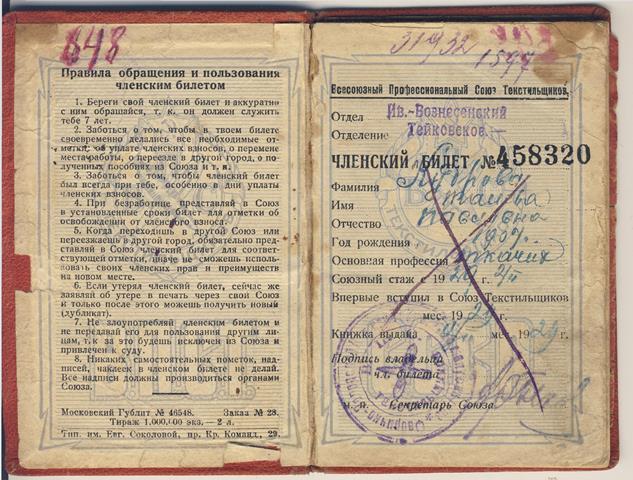 848
Правила обращения и пользования
членским билетом
1. Береги свой членский билет и аккуратно
с ним обращайся, т. к. он должен служить
тебе 7 лет.
2. Заботься о том, чтобы в твоем билете
своевременно делались все необходимые от-
метки: об уплате членских взносов, о перемене
места работы, о переезде в другой город, о по-
лученных пособиях из Союза и т. п.
3. Заботься о том, чтобы членский билет
был всегда при тебе, особенно в дни уплаты
членских взносов.
4. При безработице представляй в Союз
в установленные сроки билет для отметки об
освобождении от членского взноса.
5. Когда переходишь в другой Союз или
переезжаешь в другой город, обязательно пред-
ставляй в Союз членский билет для соответ-
ствующей отметки, иначе не сможешь исполь-
зовать своих членских прав и преимуществ
на новом месте.
6. Если утерял членский билет, сейчас же
заявляй об утере в печать через свой Союз
и только после этого можешь получить новый
(дубликат).
7. Не злоупотребляй членским билетом и
не передавай его для пользования другим ли-
цам, т. к. за это будешь исключен из Союза и
привлечен к суду.
8. Никаких самостоятельных пометок, над-
писей, наклеек в членском билете не делай.
Все надписи должны производиться органами
Союза.
Московский Гублит № 46548. Заказ № 28.
Тираж 1.000.000 экз. — 2 л.
Тип. им. Евг. Соколовой, пр. Кр. Команд., 29.
1597
Всесоюзный Профессиональный Союз Текстильщиков.
Отдел Ив.-Вознесенский
Отделение Тейковское
ЧЛЕНСКИЙ БИЛЕТ № 458320
Фамилия
Имя
Отчество Павловна
Год рождения 1907
Основная профессия ткачиха
Союзный стаж с 19 г.
Впервые вступил в Союз Текстильщиков
мес. 1929 г.
Книжка выдана мес. 1929 г.
Подпись владельца
чл. билета
Секретарь Союза